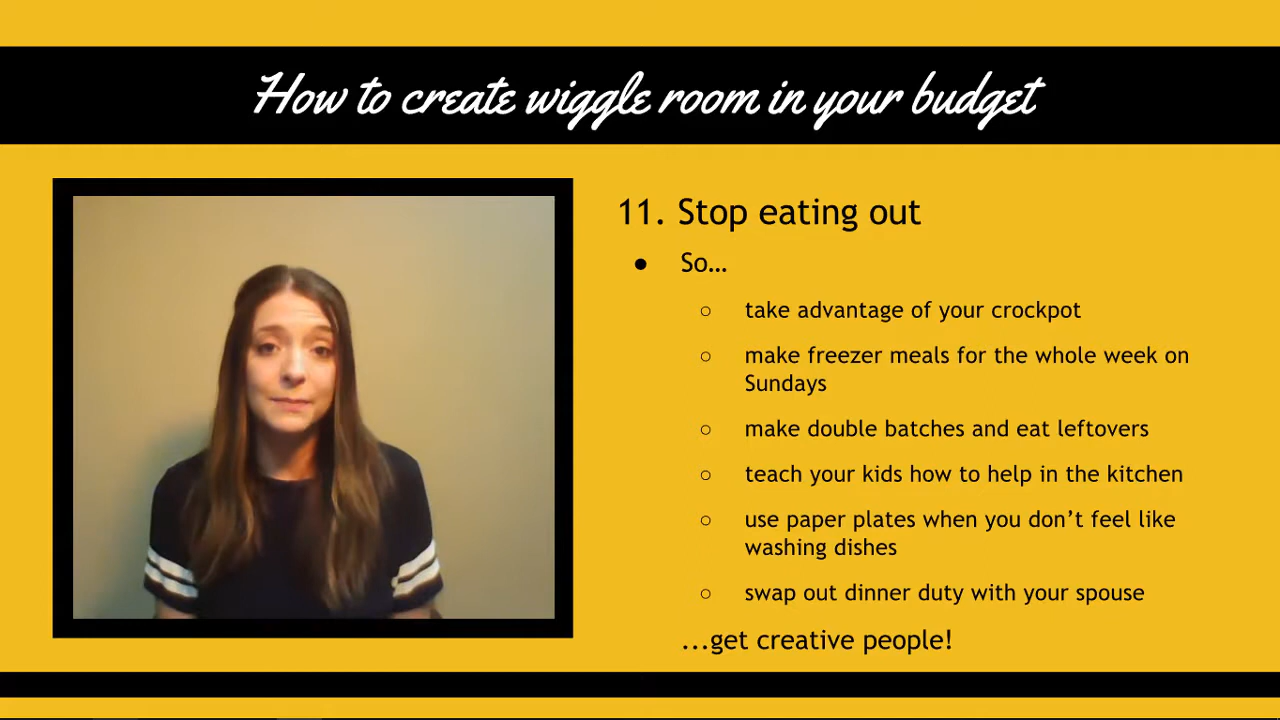 How to create wiggle room in your budget
11. Stop eating out
● So…
○ take advantage of your crockpot
○ make freezer meals for the whole week on
Sundays
○ make double batches and eat leftovers
○ teach your kids how to help in the kitchen
○ use paper plates when you don’t feel like
washing dishes
○ swap out dinner duty with your spouse
...get creative people!